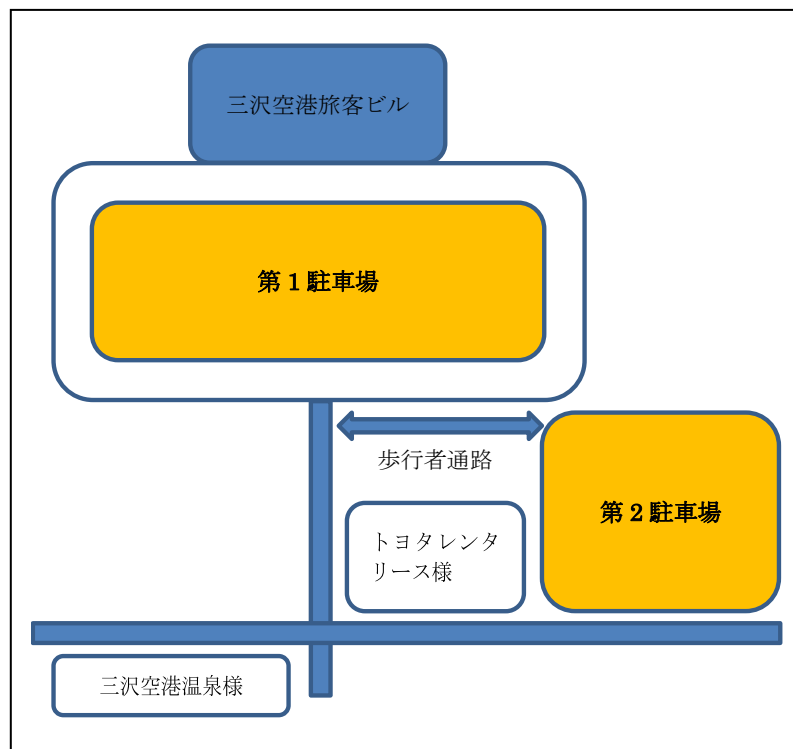 三沢空港旅客ビル
第１駐車場
歩行者通路
第２駐車場
トヨタレンタ
リース様
三沢空港温泉様